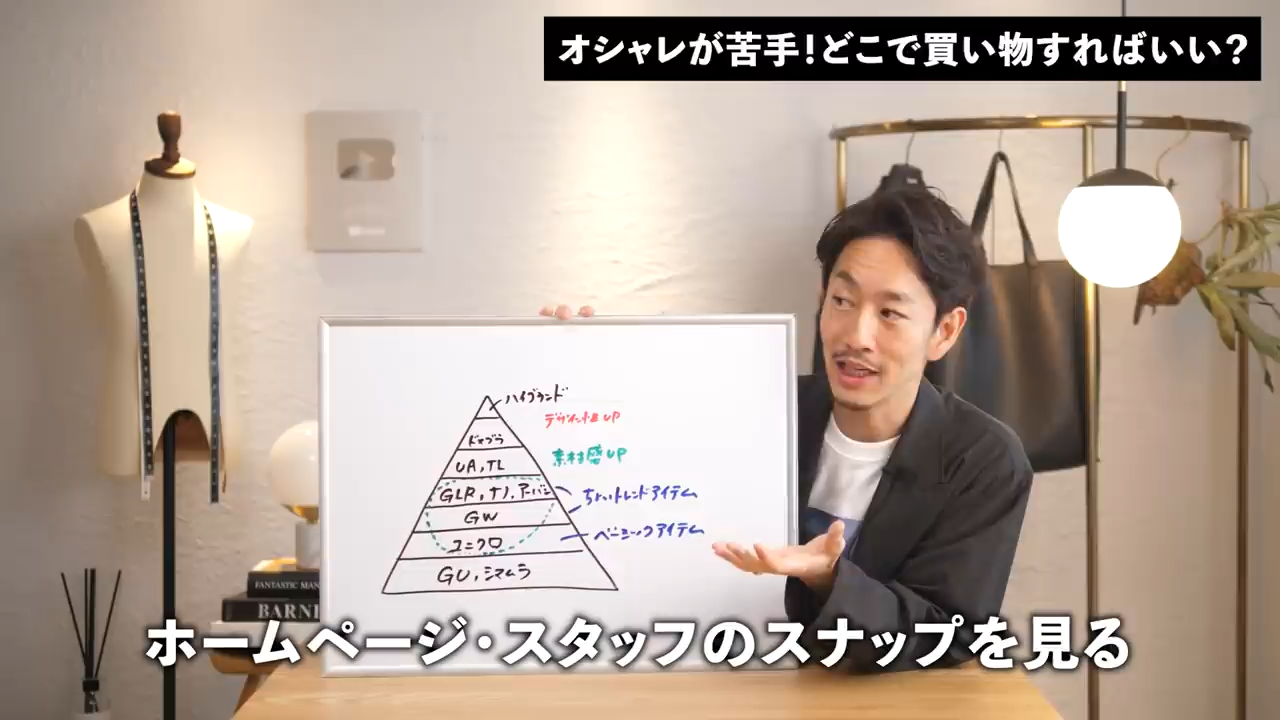 オシャレが苦手！どこで買い物すればいい？
ハイブランド
デザイン性UP
ドメブラ
素材感UP
UA,TL
GLR,ナノ,アーバン
ちょいトレンドアイテム
GW
ベーシックアイテム
ユニクロ
GU,シマムラ
FANTASTIC MAN
BARNE
ホームページ・スタッフのスナップを見る